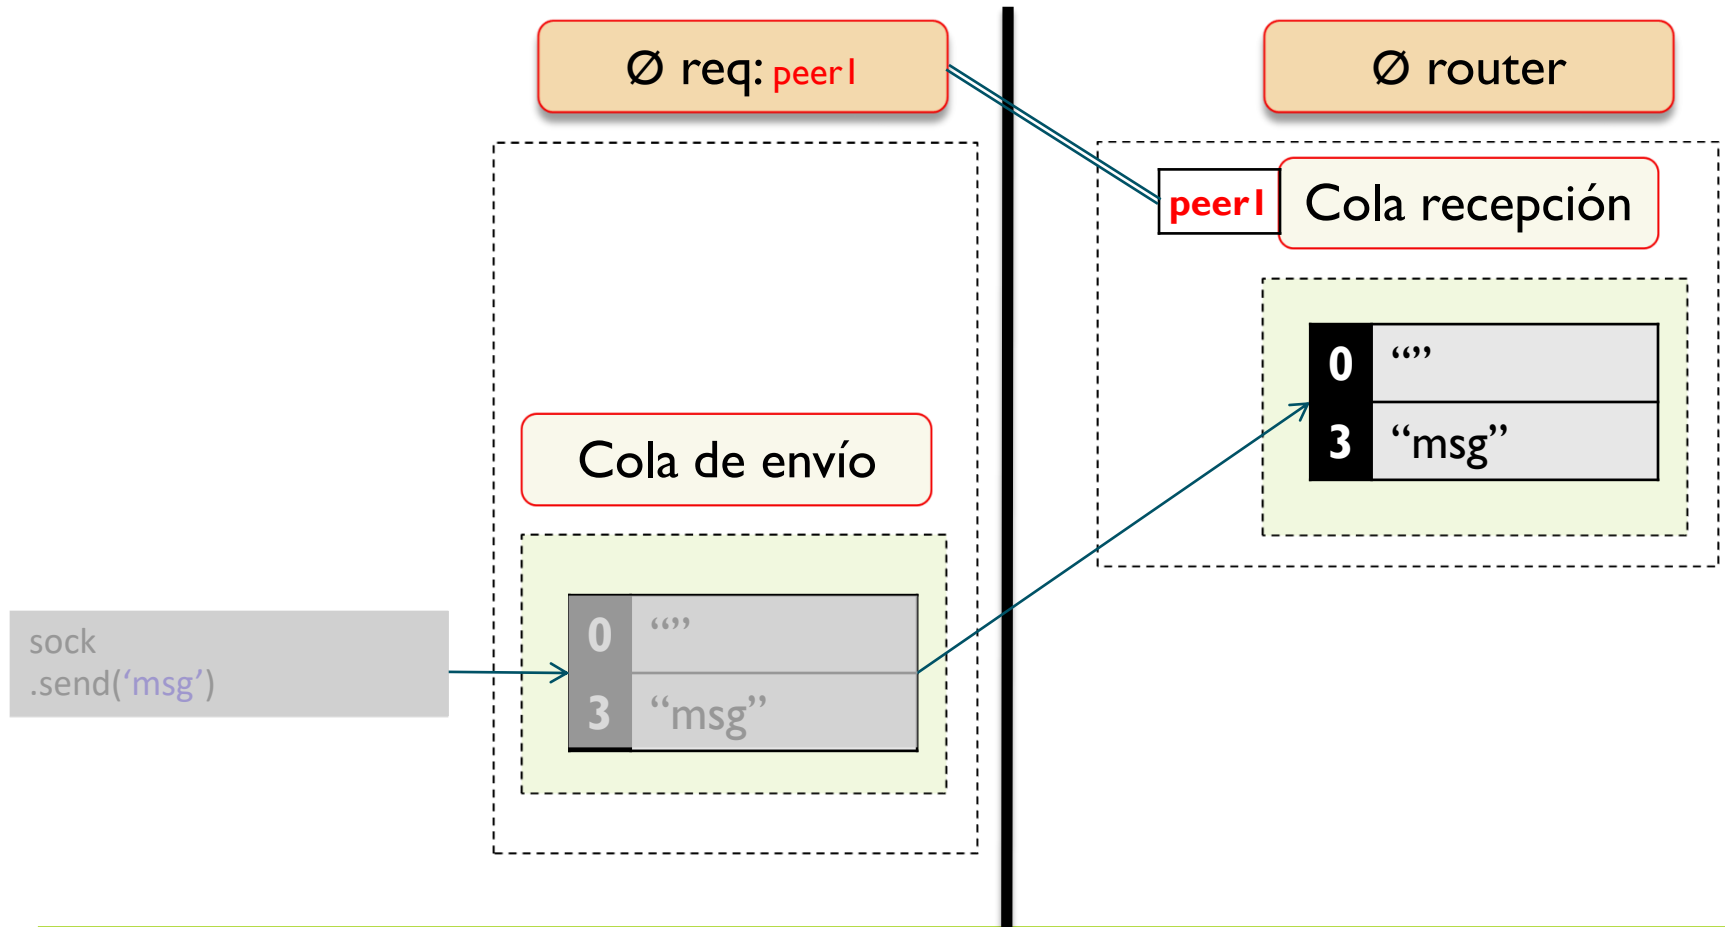 Ø req: peer1
Ø router
peer1
Cola recepción
0 “”
3 “msg”
Cola de envío
sock
.send(‘msg’)
0 “”
3 “msg”